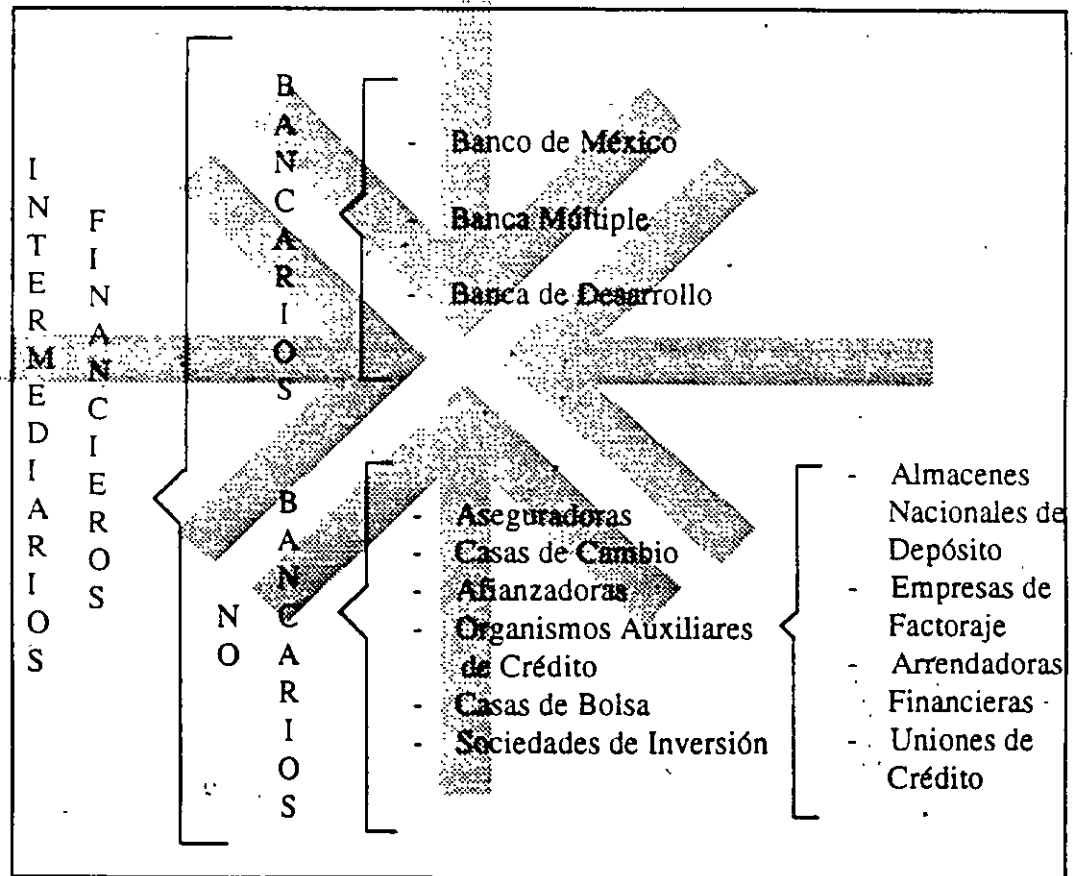 INTERMEDIARIOS
FINANCIEROS
BANCARIOS
- Banco de México
- Banca Múltiple
- Banca de Desarrollo
NO
BANCARIOS
- Aseguradoras
- Casas de Cambio
- Afianzadoras
- Organismos Auxiliares
de Crédito
- Casas de Bolsa
- Sociedades de Inversión
- Almacenes
Nacionales de
Depósito
- Empresas de
Factoraje
- Arrendadoras
Financieras
- Uniones de
Crédito